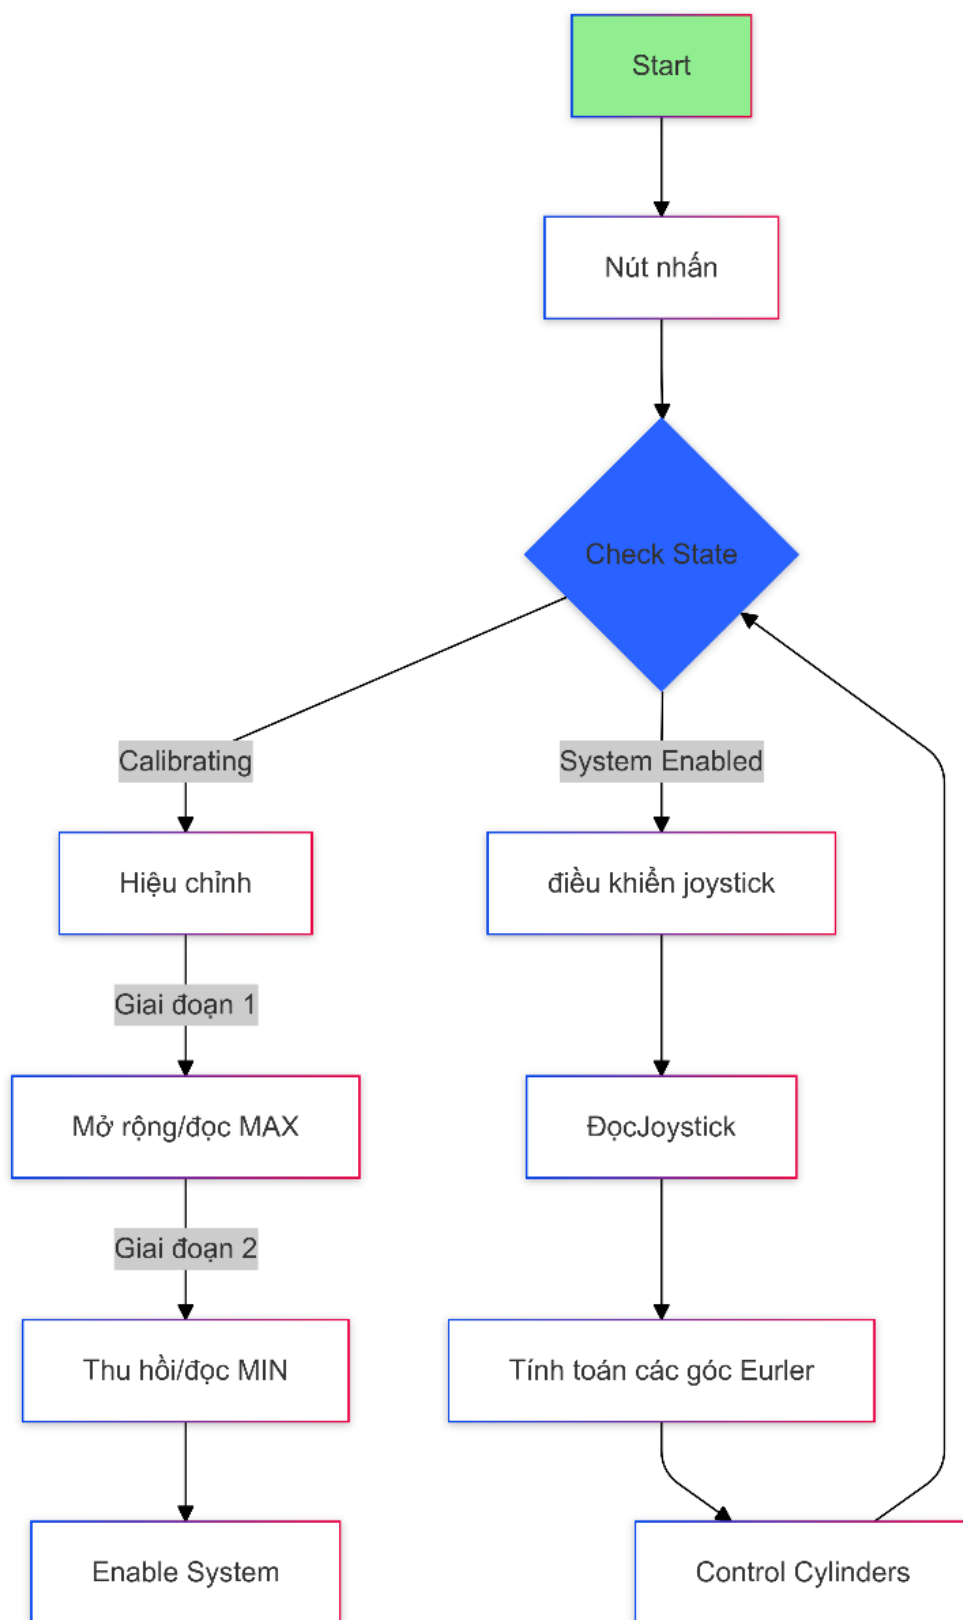 Start
Nút nhấn
Check State
Calibrating
System Enabled
Hiệu chỉnh
điều khiển joystick
Giai đoạn 1
Mở rộng/đọc MAX
ĐọcJoystick
Giai đoạn 2
Thu hồi/đọc MIN
Tính toán các góc Eurler
Enable System
Control Cylinders